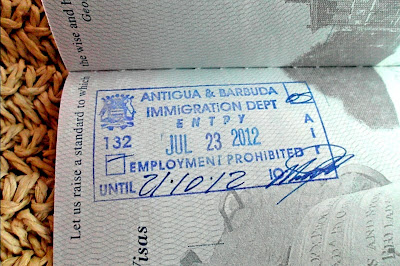 ANTIGUA & BARBUDA
IMMIGRATION DEPT
ENTRY
132 JUL 23 2012
EMPLOYMENT PROHIBITED
UNTIL 21·10·12
A
I
Let us raise a standard to which the wise and
Geo
Visas